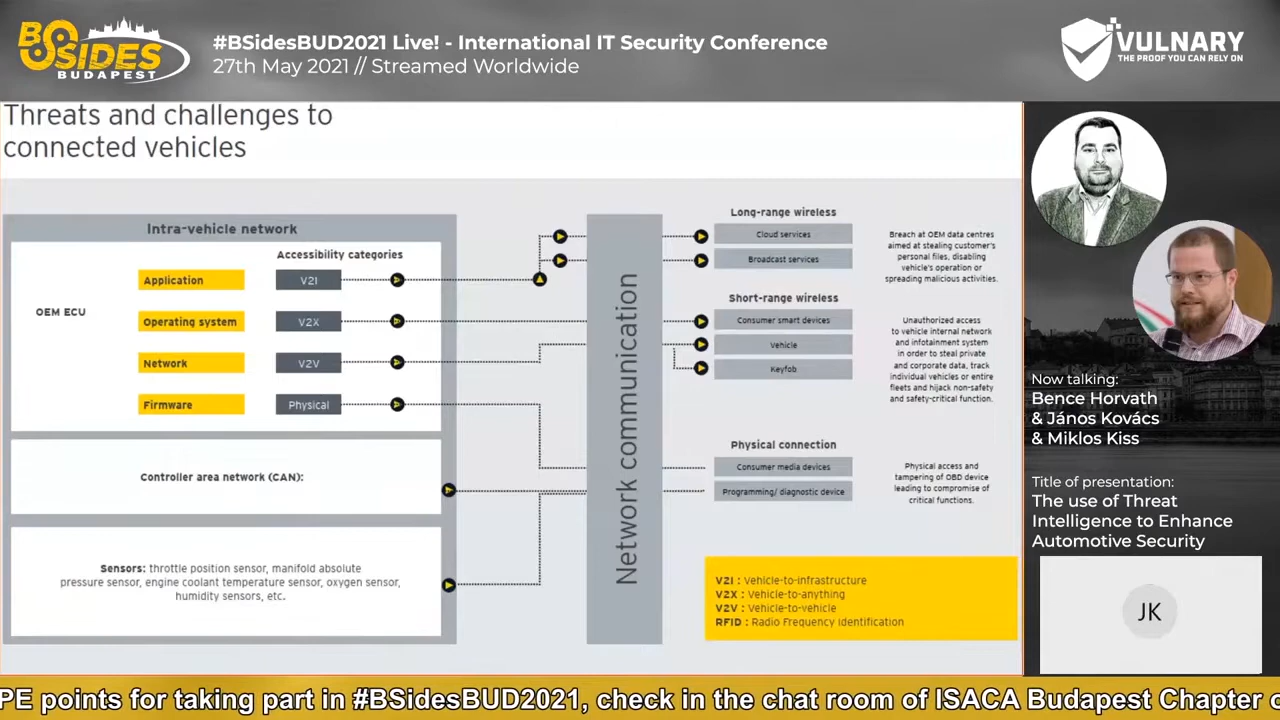 BSIDES
BUDAPEST
#BSidesBUD2021 Live! - International IT Security Conference
27th May 2021 // Streamed Worldwide
VULNARY
THE PROOF YOU CAN RELY ON
Threats and challenges to
connected vehicles
Intra-vehicle network
Accessibility categories
OEM ECU
Application
V2I
Operating system
V2X
Network
V2V
Firmware
Physical
Controller area network (CAN):
Sensors: throttle position sensor, manifold absolute
pressure sensor, engine coolant temperature sensor, oxygen sensor,
humidity sensors, etc.
Network communication
Long-range wireless
Cloud services
Broadcast services
Breach at OEM data centres
aimed at stealing customer's
personal files, disabling
vehicle's operation or
spreading malicious activities.
Short-range wireless
Consumer smart devices
Vehicle
Keyfob
Unauthorized access
to vehicle internal network
and infotainment system
in order to steal private
and corporate data, track
individual vehicles or entire
fleets and hijack non-safety
and safety-critical function.
Physical connection
Consumer media devices
Programming/ diagnostic device
Physical access and
tampering of OBD device
leading to compromise of
critical functions.
V2I : Vehicle-to-infrastructure
V2X : Vehicle-to-anything
V2V : Vehicle-to-vehicle
RFID : Radio Frequency identification
Now talking:
Bence Horvath
& János Kovács
& Miklos Kiss
Title of presentation:
The use of Threat
Intelligence to Enhance
Automotive Security
JK
PE points for taking part in #BSidesBUD2021, check in the chat room of ISACA Budapest Chapter